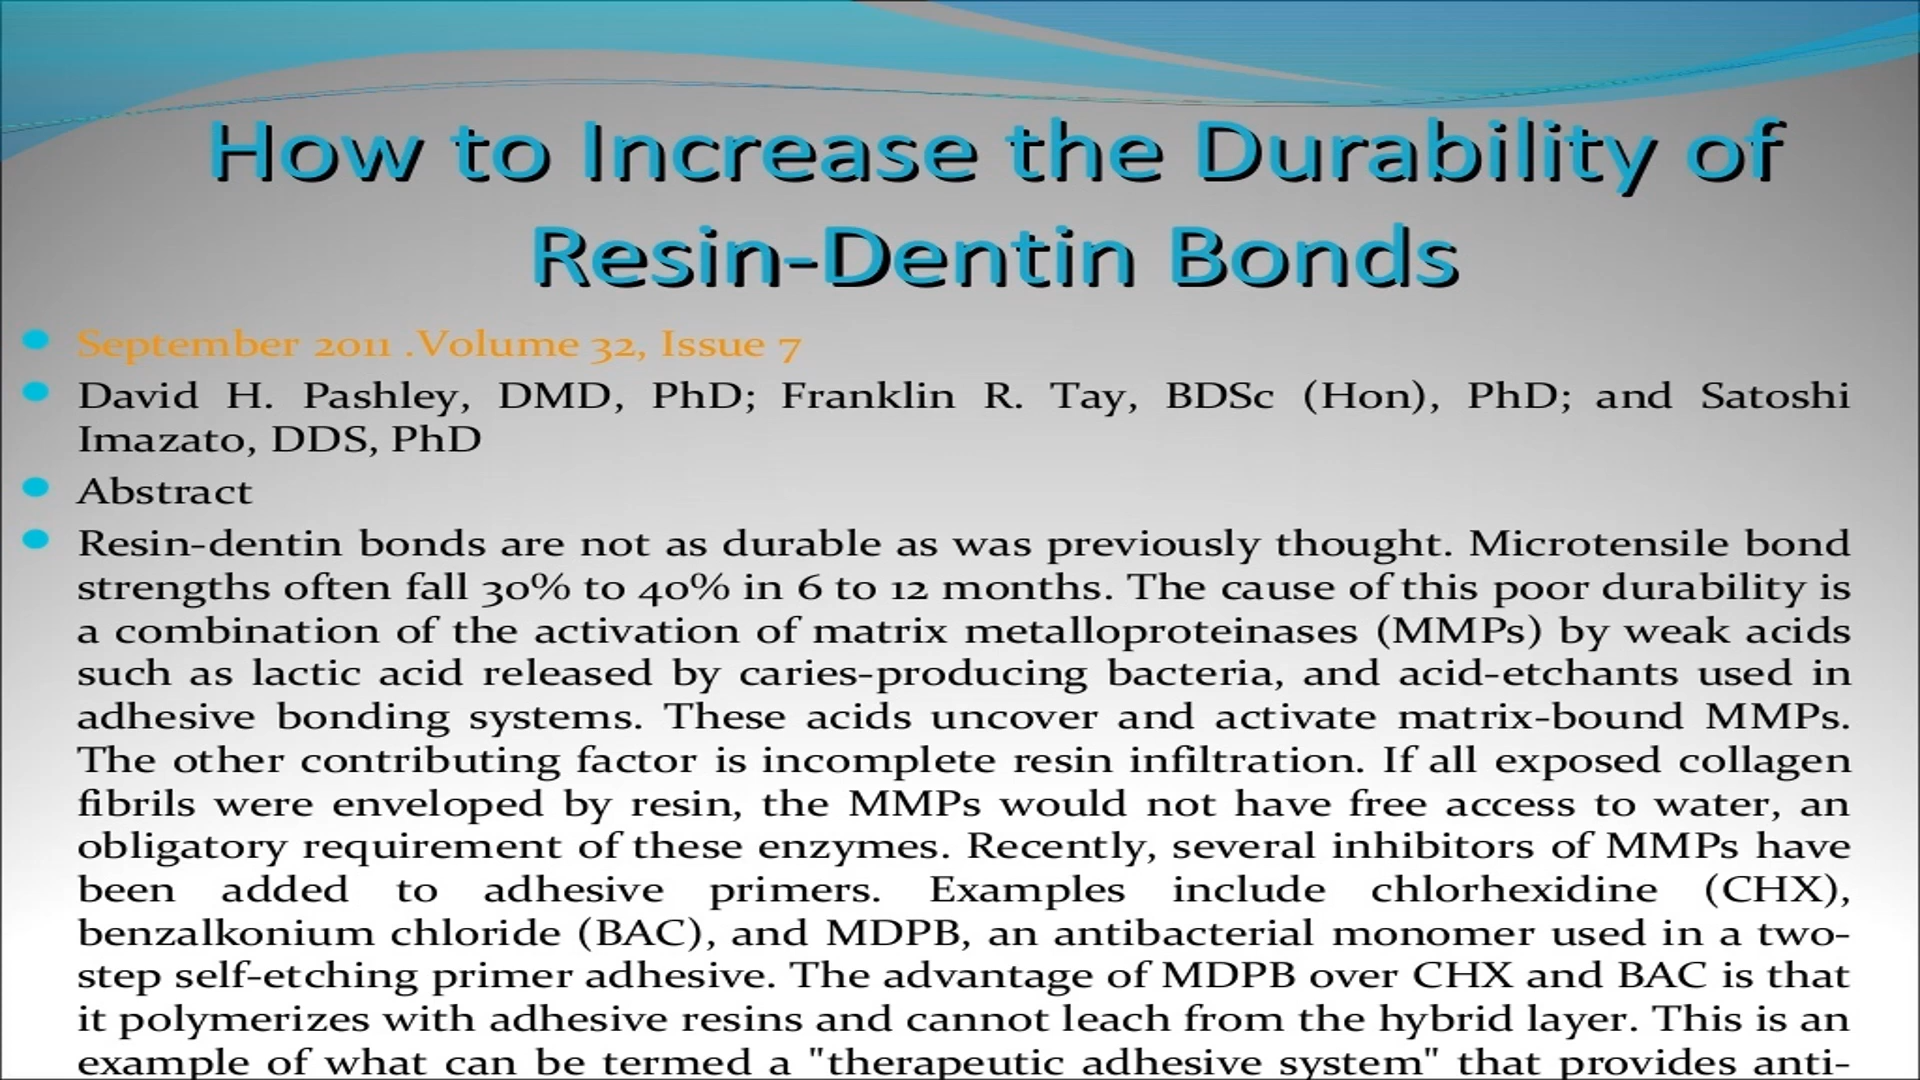 How to Increase the Durability of
Resin-Dentin Bonds
September 2011 .Volume 32, Issue 7
David H. Pashley, DMD, PhD; Franklin R. Tay, BDSc (Hon), PhD; and Satoshi
Imazato, DDS, PhD
Abstract
Resin-dentin bonds are not as durable as was previously thought. Microtensile bond
strengths often fall 30% to 40% in 6 to 12 months. The cause of this poor durability is
a combination of the activation of matrix metalloproteinases (MMPs) by weak acids
such as lactic acid released by caries-producing bacteria, and acid-etchants used in
adhesive bonding systems. These acids uncover and activate matrix-bound MMPs.
The other contributing factor is incomplete resin infiltration. If all exposed collagen
fibrils were enveloped by resin, the MMPs would not have free access to water, an
obligatory requirement of these enzymes. Recently, several inhibitors of MMPs have
been added to adhesive primers. Examples include chlorhexidine (CHX),
benzalkonium chloride (BAC), and MDPB, an antibacterial monomer used in a two-
step self-etching primer adhesive. The advantage of MDPB over CHX and BAC is that
it polymerizes with adhesive resins and cannot leach from the hybrid layer. This is an
example of what can be termed a "therapeutic adhesive system" that provides anti-